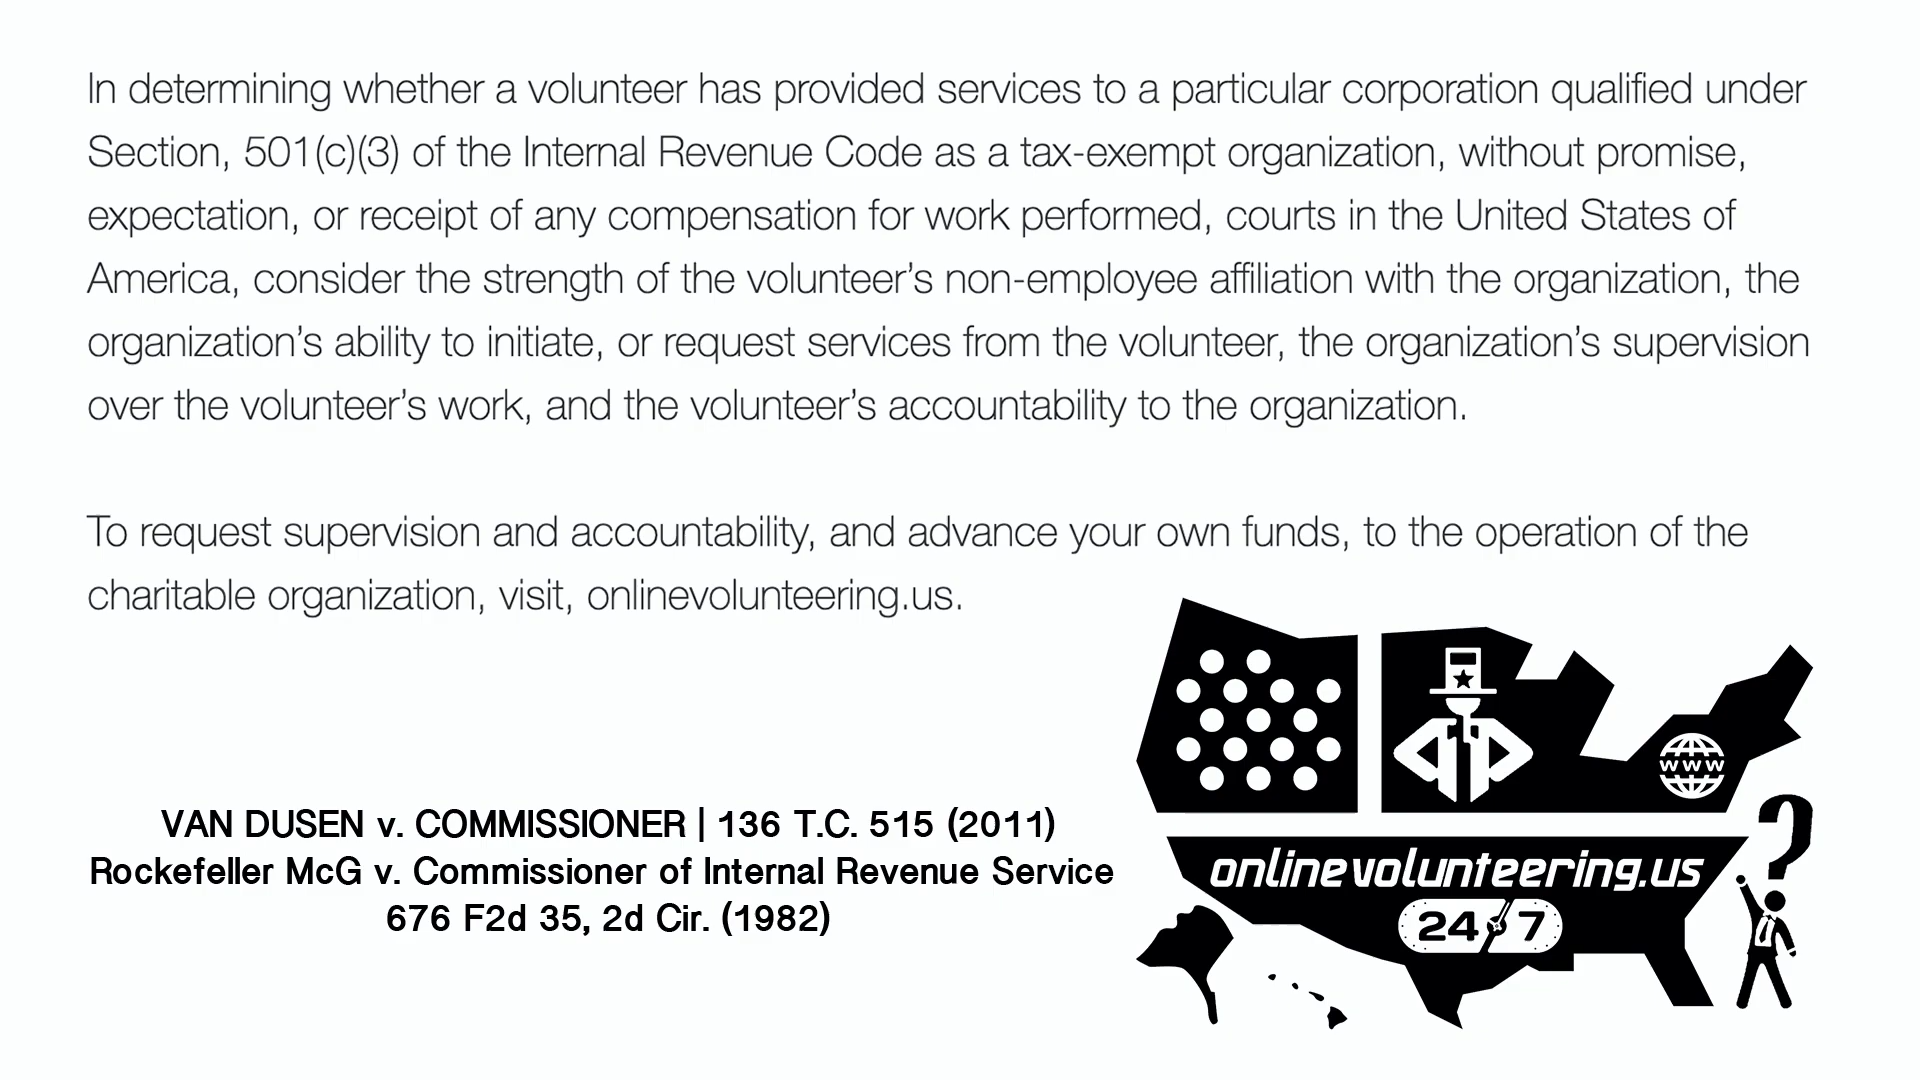 In determining whether a volunteer has provided services to a particular corporation qualified under
Section, 501(c)(3) of the Internal Revenue Code as a tax-exempt organization, without promise,
expectation, or receipt of any compensation for work performed, courts in the United States of
America, consider the strength of the volunteer’s non-employee affiliation with the organization, the
organization’s ability to initiate, or request services from the volunteer, the organization’s supervision
over the volunteer’s work, and the volunteer’s accountability to the organization.
To request supervision and accountability, and advance your own funds, to the operation of the
charitable organization, visit, onlinevolunteering.us.
VAN DUSEN v. COMMISSIONER | 136 T.C. 515 (2011)
Rockefeller McG v. Commissioner of Internal Revenue Service
676 F2d 35, 2d Cir. (1982)
www
onlinevolunteering.us
24 7
?